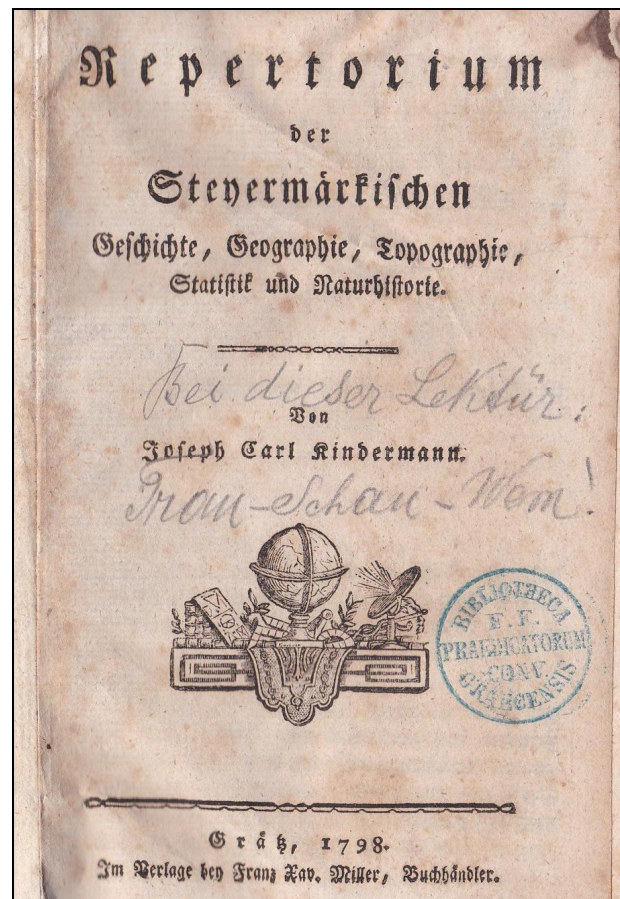 Repertorium
der
Steyermärkischen
Geschichte, Geographie, Topographie,
Statistik und Naturhistorie.
Bei dieser Lektür:
Von
Joseph Carl Kindermann.
Trau-Schau-Wem!
BIBLIOTHECA
F. F.
PRAEDICATORUM
CONV.
GRAECENSIS
Grätz, 1798.
Im Verlage bey Franz Xav. Miller, Buchhändler.